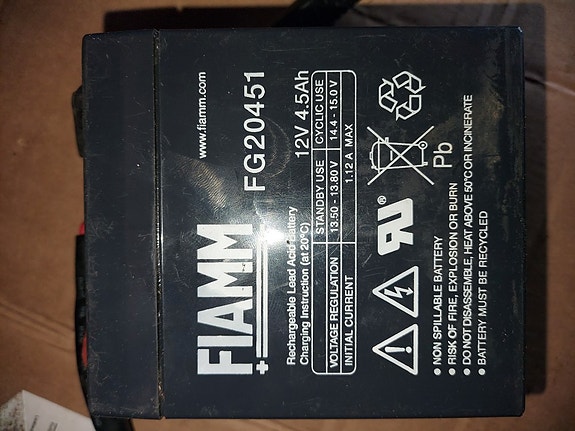 www.fiamm.com
FIAMM
FG20451
Rechargeable Lead Acid Battery 12V 4.5Ah
Charging Instruction (at 20°C)
STANDBY USE CYCLIC USE
VOLTAGE REGULATION 13.50 - 13.80 V 14.4 - 15.0 V
INITIAL CURRENT 1.12 A MAX
Pb
• NON SPILLABLE BATTERY
• RISK OF FIRE, EXPLOSION OR BURN
• DO NOT DISASSEMBLE, HEAT ABOVE 50°C OR INCINERATE
• BATTERY MUST BE RECYCLED